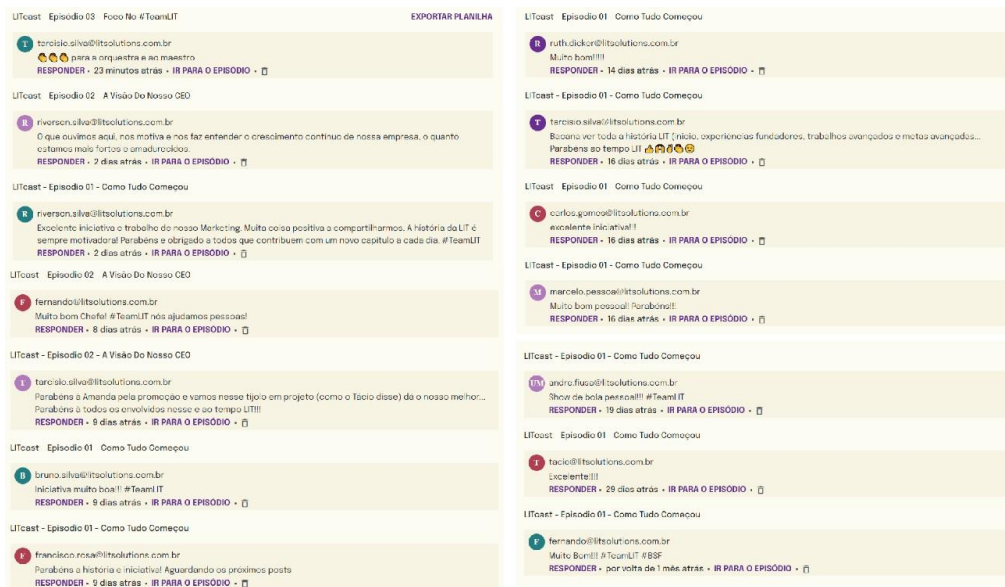 LITcast Episódio 03 Foco No #TeamLIT
EXPORTAR PLANILHA
T tarcisio.silva@litsolutions.com.br
👏👏👏 para a orquestra e ao maestro
RESPONDER • 23 minutos atrás • IR PARA O EPISÓDIO •
LITcast Episodio 02 A Visão Do Nosso CEO
R riverson.silva@litsolutions.com.br
O que ouvimos aqui, nos motiva e nos faz entender o crescimento contínuo de nossa empresa, o quanto
estamos mais fortes e amadurecidos.
RESPONDER • 2 dias atrás • IR PARA O EPISÓDIO •
LITcast - Episodio 01 - Como Tudo Começou
R riverson.silva@litsolutions.com.br
Excelente iniciativa e trabalho de nosso Marketing. Muita coisa positiva a compartilharmos. A história da LIT é
sempre motivadora! Parabéns e obrigado a todos que contribuem com um novo capítulo a cada dia. #TeamLIT
RESPONDER • 2 dias atrás • IR PARA O EPISÓDIO •
LITcast Episodio 02 A Visão Do Nosso CEO
F fernando@litsolutions.com.br
Muito bom Chefe! #TeamLIT nós ajudamos pessoas!
RESPONDER • 8 dias atrás • IR PARA O EPISÓDIO •
LITcast - Episodio 02 - A Visão Do Nosso CEO
T tarcisio.silva@litsolutions.com.br
Parabéns à Amanda pela promoção e vamos nesse tijolo em projeto (como o Tácio disse) dá o nosso melhor...
Parabéns à todos os envolvidos nesse e ao tempo LIT!!!
RESPONDER • 9 dias atrás • IR PARA O EPISÓDIO •
LITcast Episodio 01 Como Tudo Começou
B bruno.silva@litsolutions.com.br
Iniciativa muito boa!!! #TeamLIT
RESPONDER • 9 dias atrás • IR PARA O EPISÓDIO •
LITcast - Episodio 01 - Como Tudo Começou
F francisco.rosa@litsolutions.com.br
Parabéns a história e iniciativa! Aguardando os próximos posts
RESPONDER • 9 dias atrás • IR PARA O EPISÓDIO •
LITcast Episodio 01 Como Tudo Começou
R ruth.dicker@litsolutions.com.br
Muito bom!!!!!
RESPONDER • 14 dias atrás • IR PARA O EPISÓDIO •
LITcast - Episodio 01 - Como Tudo Começou
T tarcisio.silva@litsolutions.com.br
Bacana ver toda a história LIT (início, experiências fundadores, trabalhos avançados e metas avançadas...
Parabéns ao tempo LIT
RESPONDER • 16 dias atrás • IR PARA O EPISÓDIO •
LITcast Episodio 01 Como Tudo Começou
C carlos.gomes@litsolutions.com.br
excelente iniciativa!!!
RESPONDER • 16 dias atrás • IR PARA O EPISÓDIO •
LITcast - Episodio 01 - Como Tudo Começou
M marcelo.pessoa@litsolutions.com.br
Muito bom pessoal! Parabéns!!!
RESPONDER • 16 dias atrás • IR PARA O EPISÓDIO •
LITcast - Episodio 01 - Como Tudo Começou
UM andre.fiusa@litsolutions.com.br
Show de bola pessoal!!! #TeamLIT
RESPONDER • 19 dias atrás • IR PARA O EPISÓDIO •
LITcast Episodio 01 Como Tudo Começou
T tacio@litsolutions.com.br
Excelente!!!!
RESPONDER • 29 dias atrás • IR PARA O EPISÓDIO •
LITcast - Episodio 01 - Como Tudo Começou
F fernando@litsolutions.com.br
Muito Bom!!! #TeamLIT #BSF
RESPONDER • por volta de 1 mês atrás • IR PARA O EPISÓDIO •